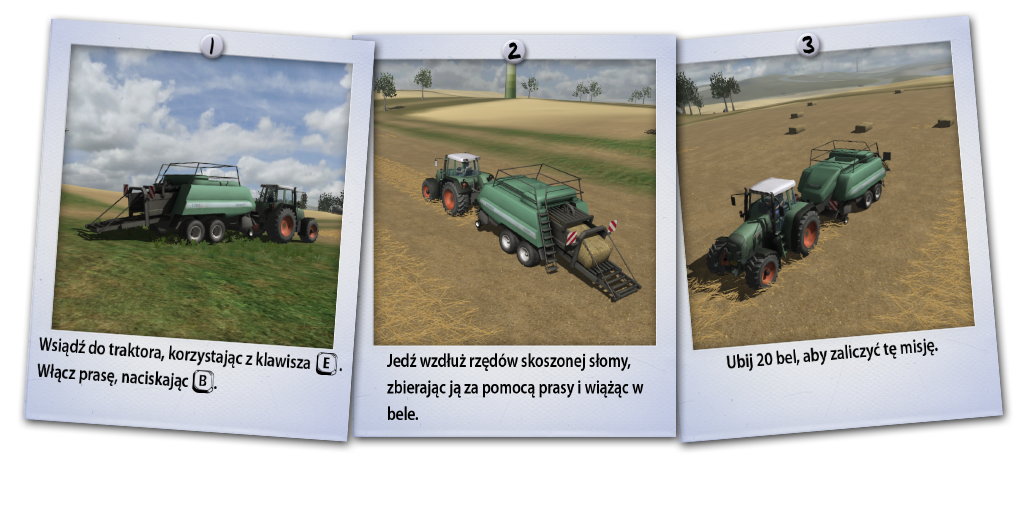 1
Wsiądź do traktora, korzystając z klawisza E.
Włącz prasę, naciskając B.
2
Jedź wzdłuż rzędów skoszonej słomy,
zbierając ją za pomocą prasy i wiążąc w
bele.
3
Ubij 20 bel, aby zaliczyć tę misję.